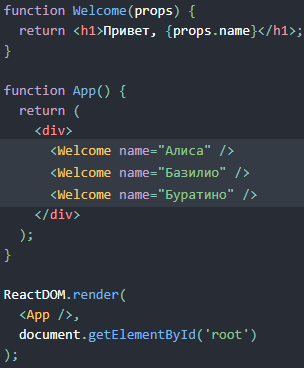 function Welcome(props) {
  return <h1>Привет, {props.name}</h1>;
}

function App() {
  return (
    <div>
      <Welcome name="Алиса" />
      <Welcome name="Базилио" />
      <Welcome name="Буратино" />
    </div>
  );
}

ReactDOM.render(
  <App />,
  document.getElementById('root')
);